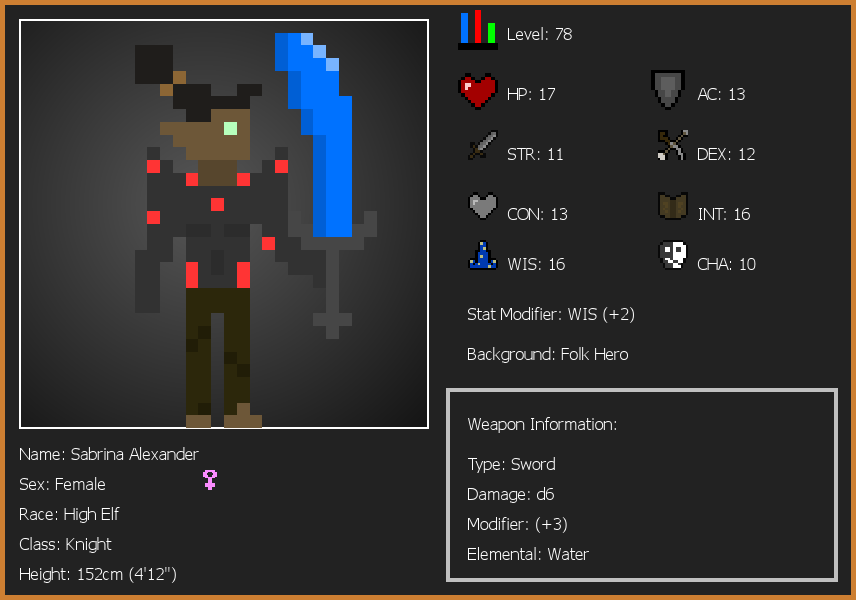 Level: 78
HP: 17
AC: 13
STR: 11
DEX: 12
CON: 13
INT: 16
WIS: 16
CHA: 10
Stat Modifier: WIS (+2)
Background: Folk Hero
Weapon Information:
Type: Sword
Damage: d6
Modifier: (+3)
Elemental: Water
Name: Sabrina Alexander
Sex: Female
Race: High Elf
Class: Knight
Height: 152cm (4'12")